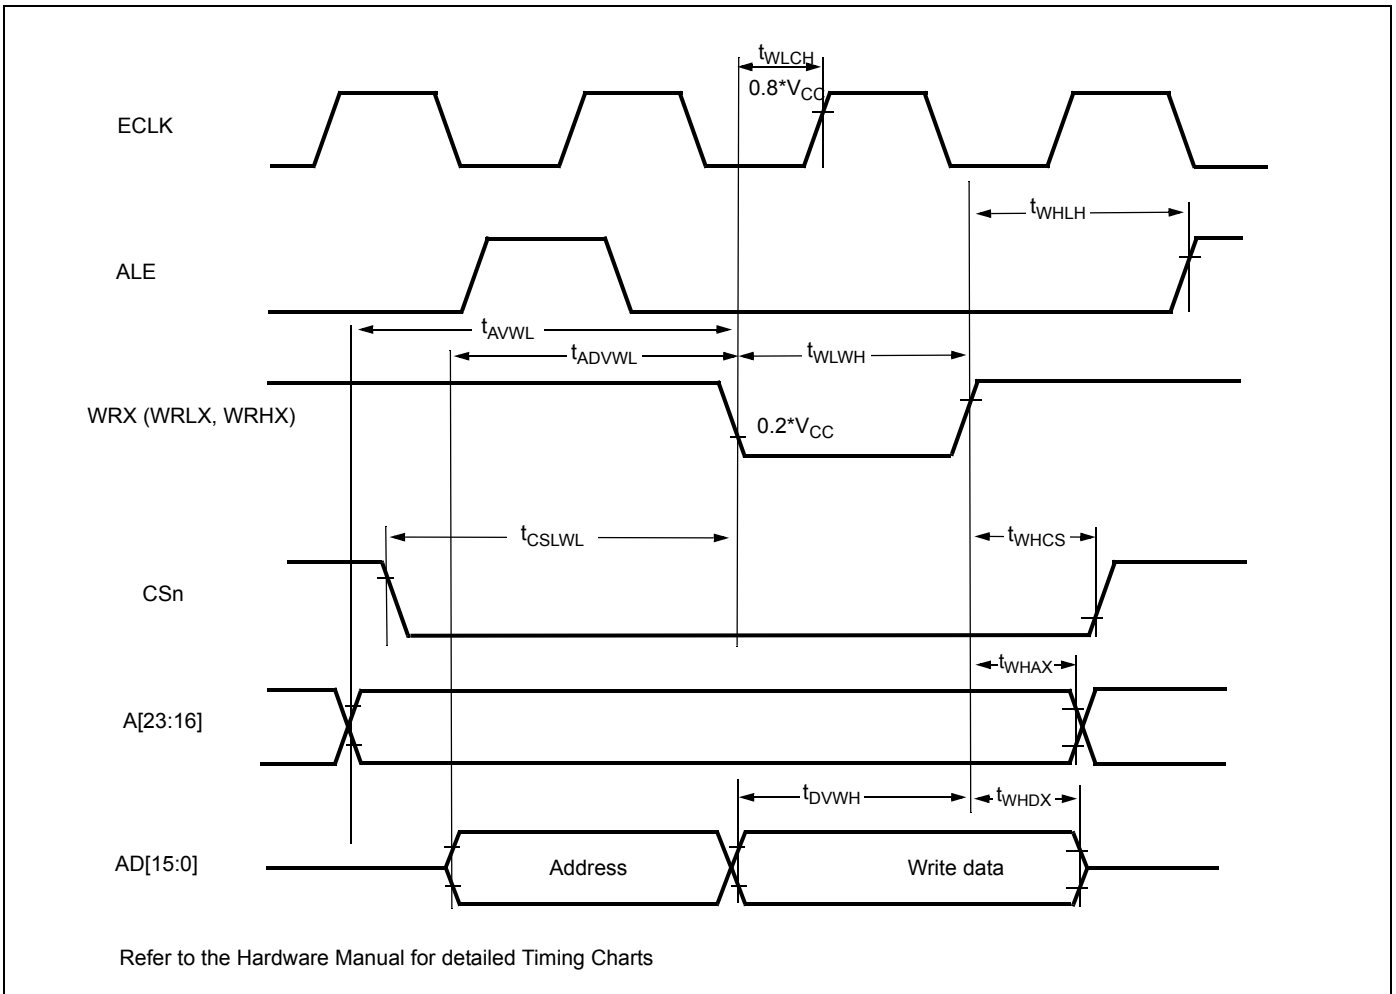 tWLCH
0.8*VCC
ECLK
tWHLH
ALE
tAVWL
tADVWL
tWLWH
WRX (WRLX, WRHX)
0.2*VCC
tCSLWL
tWHCS
CSn
tWHAX
A[23:16]
tDVWH
tWHDX
AD[15:0]
Address
Write data
Refer to the Hardware Manual for detailed Timing Charts